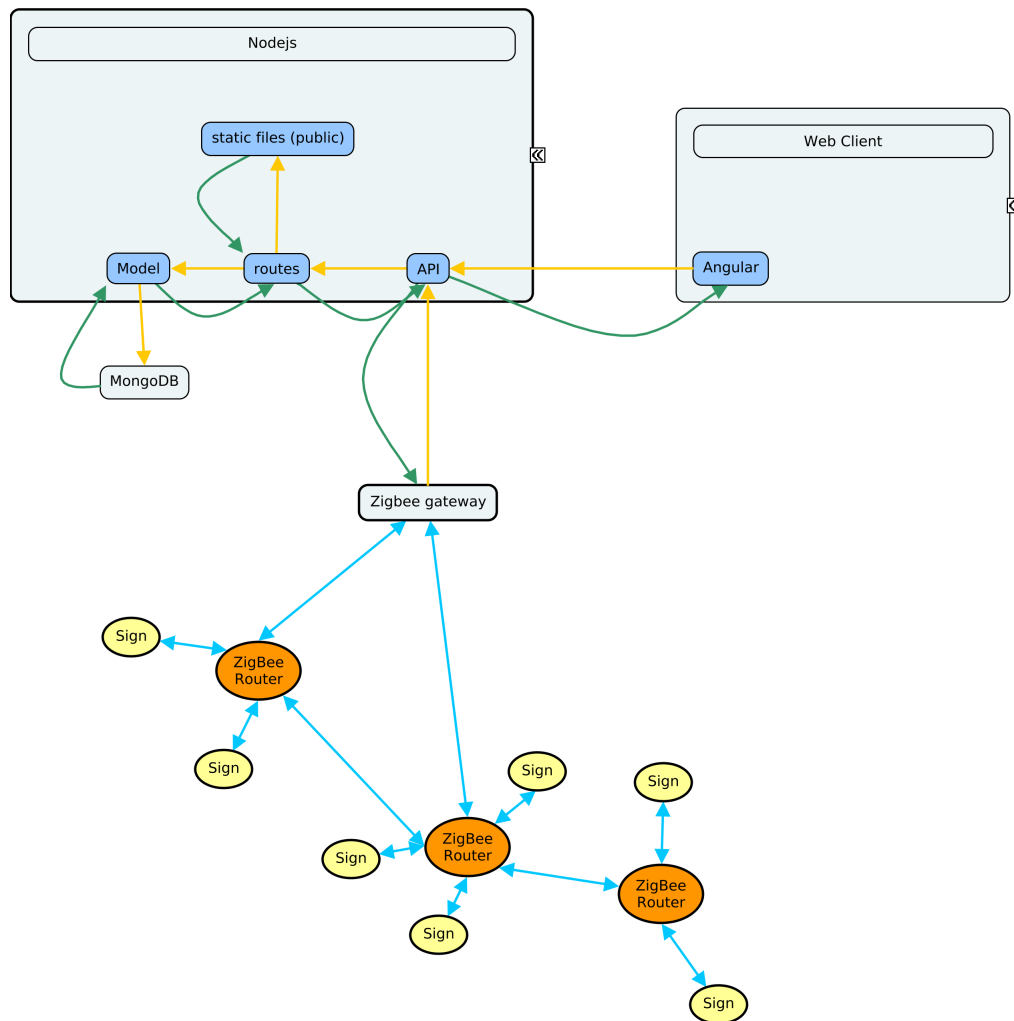 Nodejs
static files (public)
Web Client
Model
routes
API
Angular
MongoDB
Zigbee gateway
Sign
ZigBee
Router
Sign
Sign
Sign
ZigBee
Router
Sign
Sign
ZigBee
Router
Sign
Sign